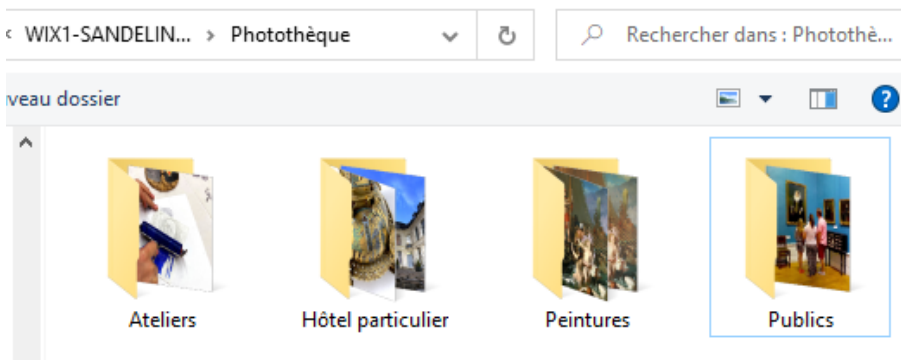 ‹ WIX1-SANDELIN... › Photothèque Rechercher dans : Photothè...
veau dossier
Ateliers Hôtel particulier Peintures Publics